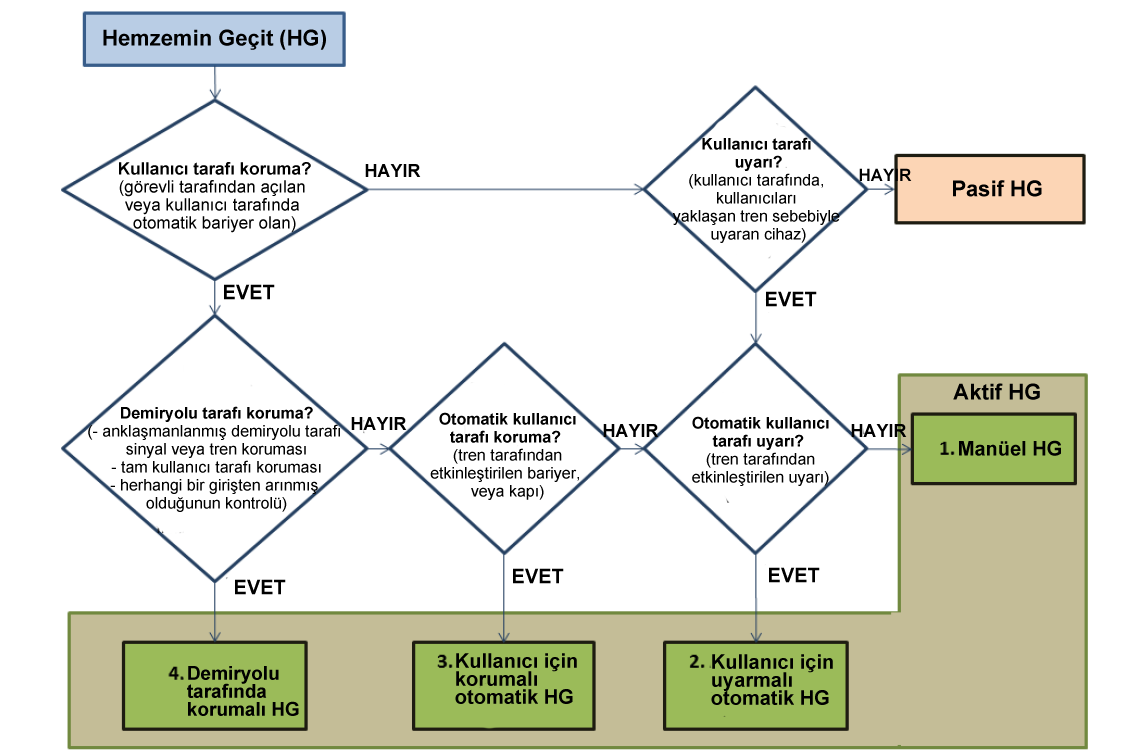 Hemzemin Geçit (HG)
Kullanıcı tarafı koruma?
(görevli tarafından açılan
veya kullanıcı tarafında
otomatik bariyer olan)
HAYIR
Kullanıcı tarafı
uyarı?
(kullanıcı tarafında,
kullanıcıları
yaklaşan tren sebebiyle
uyaran cihaz)
HAYIR
Pasif HG
EVET
EVET
Demiryolu tarafı koruma?
(- anklaşmanlanmış demiryolu tarafı
sinyal veya tren koruması
- tam kullanıcı tarafı koruması
- herhangi bir girişten arınmış
olduğunun kontrolü)
HAYIR
Otomatik kullanıcı
tarafı koruma?
(tren tarafından
etkinleştirilen bariyer,
veya kapı)
HAYIR
Otomatik kullanıcı
tarafı uyarı?
(tren tarafından
etkinleştirilen uyarı)
HAYIR
Aktif HG
1. Manüel HG
EVET
EVET
EVET
4. Demiryolu
tarafında
korumalı HG
3. Kullanıcı için
korumalı
otomatik HG
2. Kullanıcı için
uyarmalı
otomatik HG